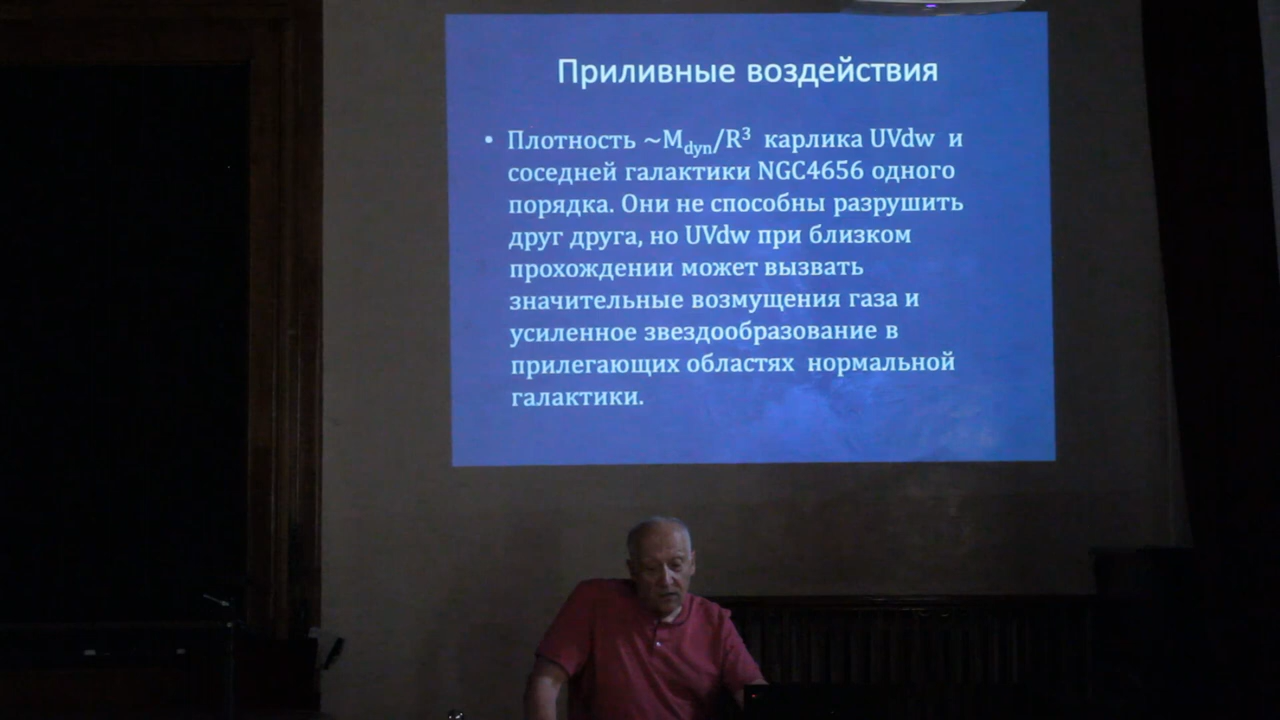 Приливные воздействия
• Плотность ~M_dyn/R³ карлика UVdw и
соседней галактики NGC4656 одного
порядка. Они не способны разрушить
друг друга, но UVdw при близком
прохождении может вызвать
значительные возмущения газа и
усиленное звездообразование в
прилегающих областях нормальной
галактики.